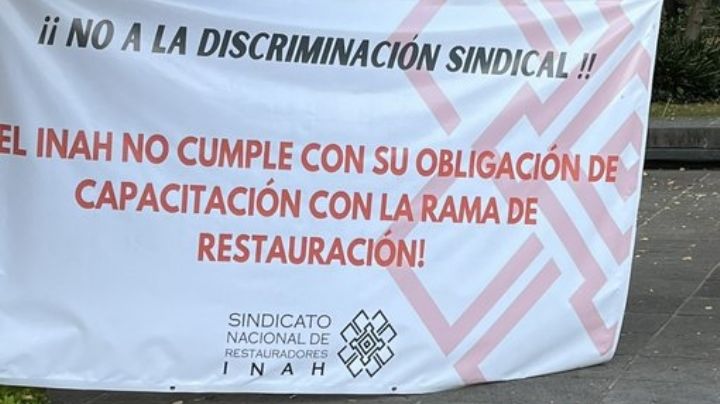 ¡¡ NO A LA DISCRIMINACIÓN SINDICAL !!
EL INAH NO CUMPLE CON SU OBLIGACIÓN DE
CAPACITACIÓN CON LA RAMA DE
RESTAURACIÓN!
SINDICATO
NACIONAL DE
RESTAURADORES
INAH